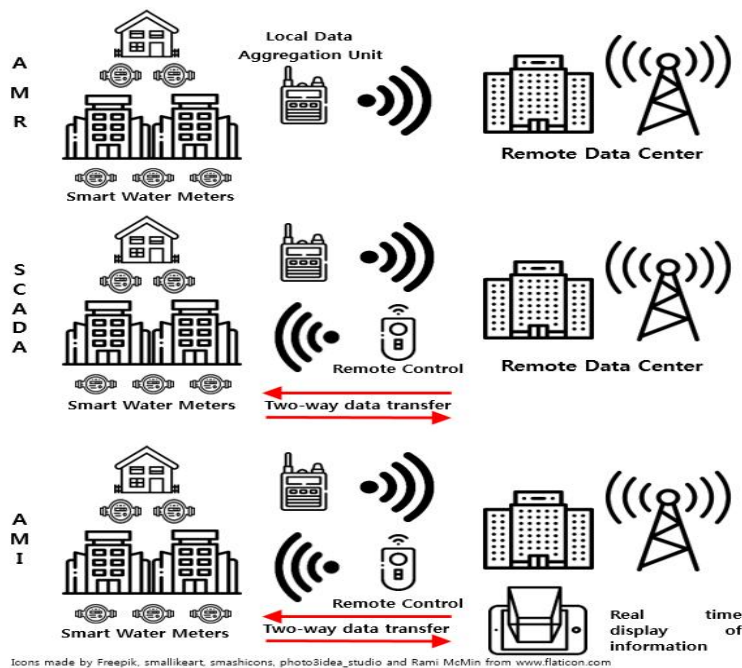 A
M
R
Local Data
Aggregation Unit
Smart Water Meters
Remote Data Center
S
C
A
D
A
Remote Control
Smart Water Meters
Two-way data transfer
Remote Data Center
A
M
I
Remote Control
Smart Water Meters
Two-way data transfer
Real time
display of
information
Icons made by Freepik, smallikeart, smashicons, photo3idea_studio and Rami McMin from www.flaticon.com